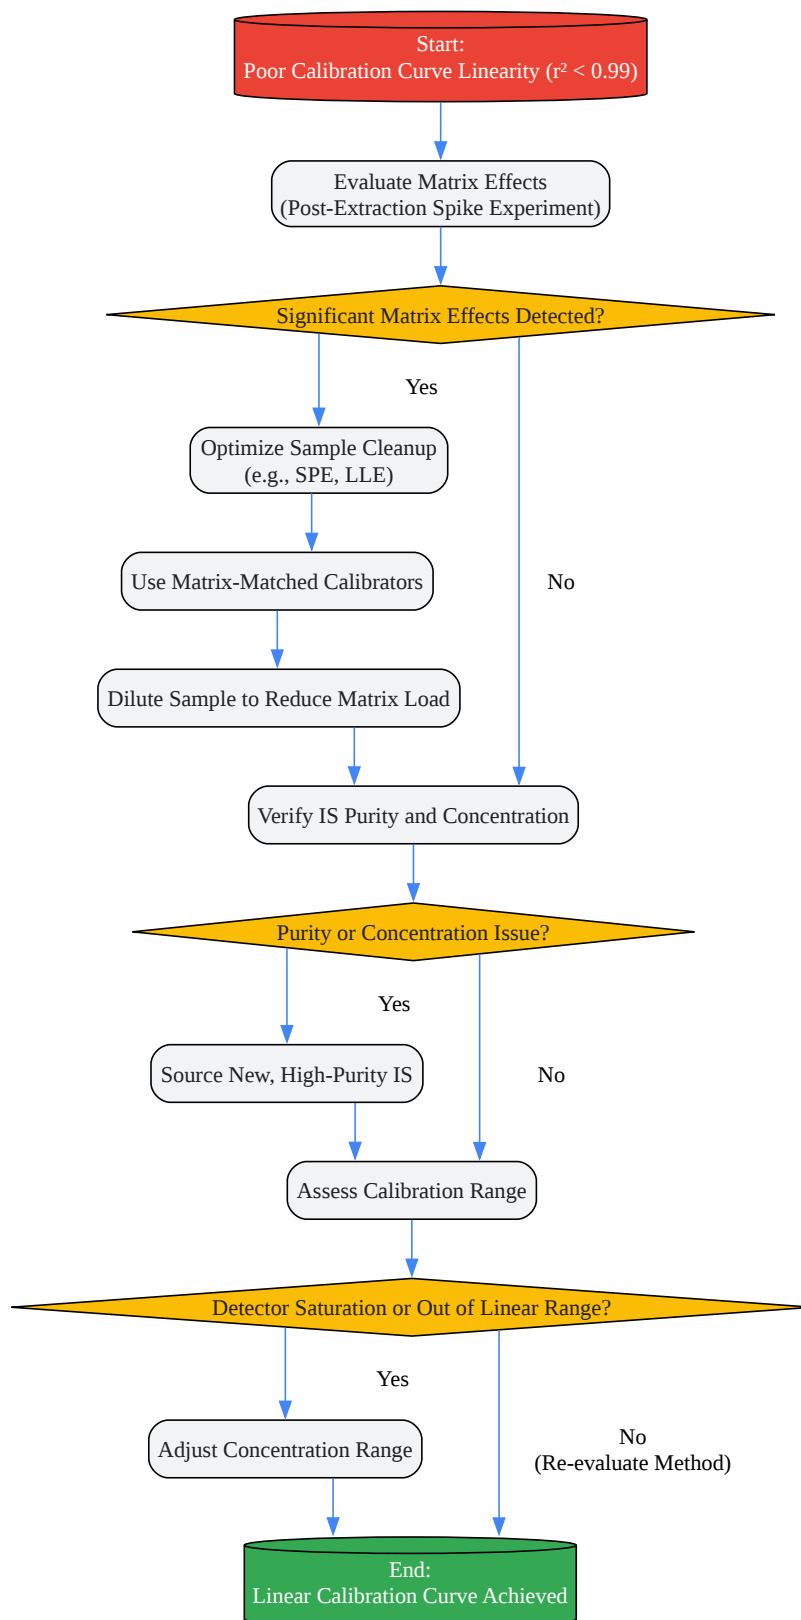 Start:
Poor Calibration Curve Linearity (r² < 0.99)
Evaluate Matrix Effects
(Post-Extraction Spike Experiment)
Significant Matrix Effects Detected?
Yes
Optimize Sample Cleanup
(e.g., SPE, LLE)
Use Matrix-Matched Calibrators
No
Dilute Sample to Reduce Matrix Load
Verify IS Purity and Concentration
Purity or Concentration Issue?
Yes
Source New, High-Purity IS
No
Assess Calibration Range
Detector Saturation or Out of Linear Range?
Yes
Adjust Concentration Range
No
(Re-evaluate Method)
End:
Linear Calibration Curve Achieved